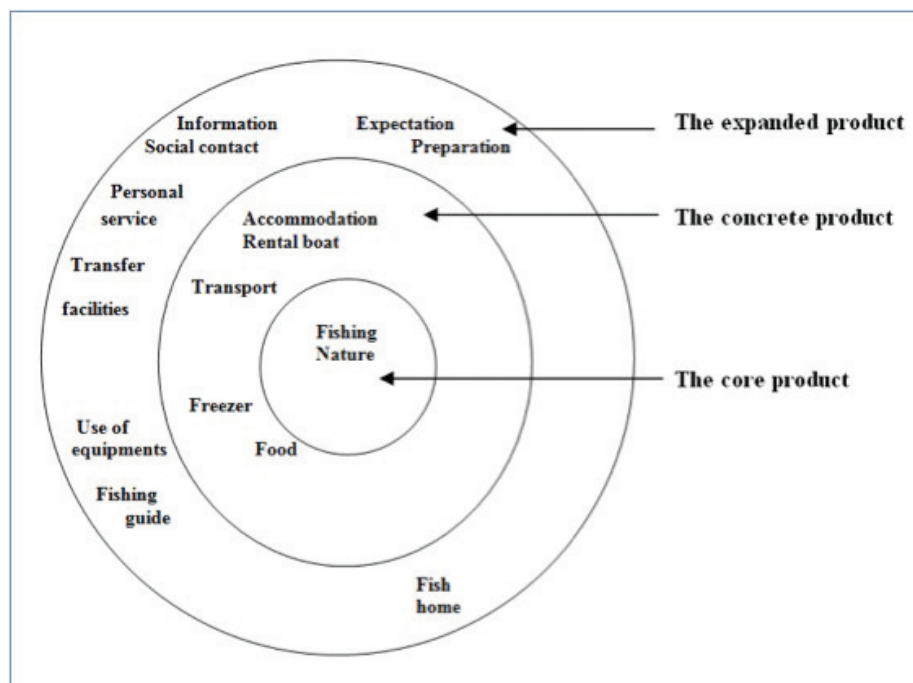 Information
Social contact
Expectation
Preparation
The expanded product
Personal
service
Accommodation
Rental boat
The concrete product
Transfer
facilities
Transport
Fishing
Nature
The core product
Freezer
Food
Use of
equipments
Fishing
guide
Fish
home